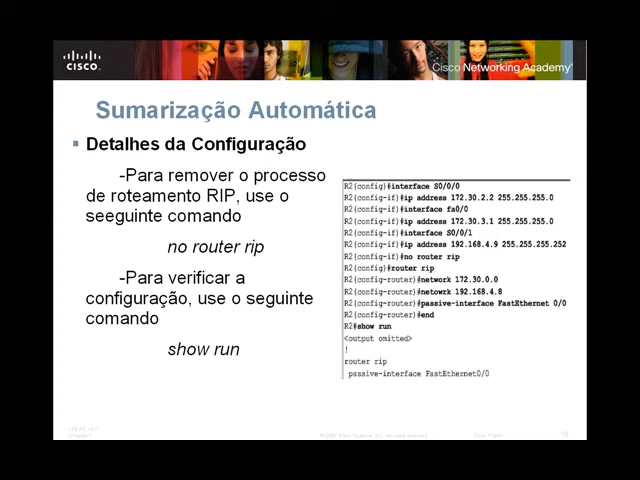 CISCO.
Cisco Networking Academy
Sumarização Automática
Detalhes da Configuração
-Para remover o processo
de roteamento RIP, use o
seeguinte comando
no router rip
-Para verificar a
configuração, use o seguinte
comando
show run
R2(config)#interface S0/0/0
R2(config-if)#ip address 172.30.2.2 255.255.255.0
R2(config-if)#interface fa0/0
R2(config-if)#ip address 172.30.3.1 255.255.255.0
R2(config-if)#interface S0/0/1
R2(config-if)#ip address 192.168.4.9 255.255.255.252
R2(config-if)#no router rip
R2(config)#router rip
R2(config-router)#network 172.30.0.0
R2(config-router)#netowrk 192.168.4.8
R2(config-router)#passive-interface FastEthernet 0/0
R2(config-router)#end
R2#show run
<output omitted>
!
router rip
passive-interface FastEthernet0/0